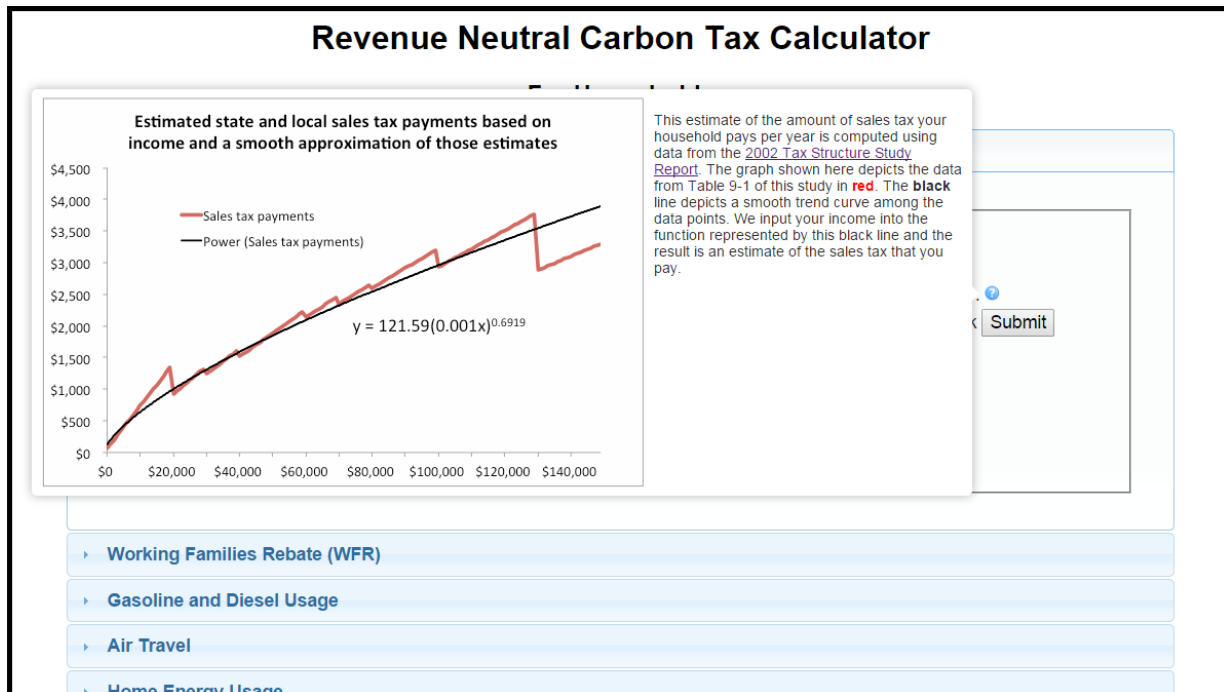 Revenue Neutral Carbon Tax Calculator
Estimated state and local sales tax payments based on
income and a smooth approximation of those estimates
$4,500
$4,000
$3,500
$3,000
$2,500
$2,000
$1,500
$1,000
$500
$0
Sales tax payments
Power (Sales tax payments)
y = 121.59(0.001x)^0.6919
$0 $20,000 $40,000 $60,000 $80,000 $100,000 $120,000 $140,000
This estimate of the amount of sales tax your
household pays per year is computed using
data from the 2002 Tax Structure Study
Report. The graph shown here depicts the data
from Table 9-1 of this study in red. The black
line depicts a smooth trend curve among the
data points. We input your income into the
function represented by this black line and the
result is an estimate of the sales tax that you
pay.
. ?
k Submit
Working Families Rebate (WFR)
Gasoline and Diesel Usage
Air Travel
Home Energy Usage